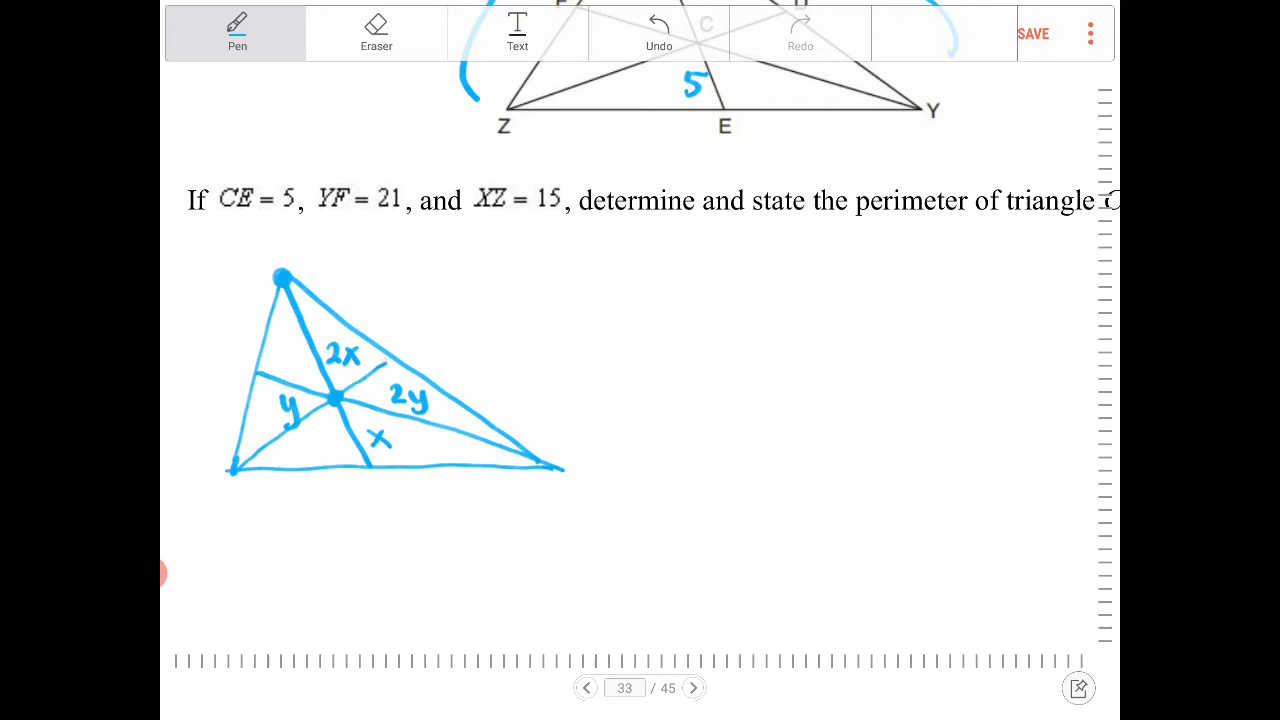 Pen
Eraser
Text
Undo
Redo
SAVE
C
5
Z
E
Y
If CE = 5, YF = 21, and XZ = 15, determine and state the perimeter of triangle C
2x
2y
y
x
33 / 45